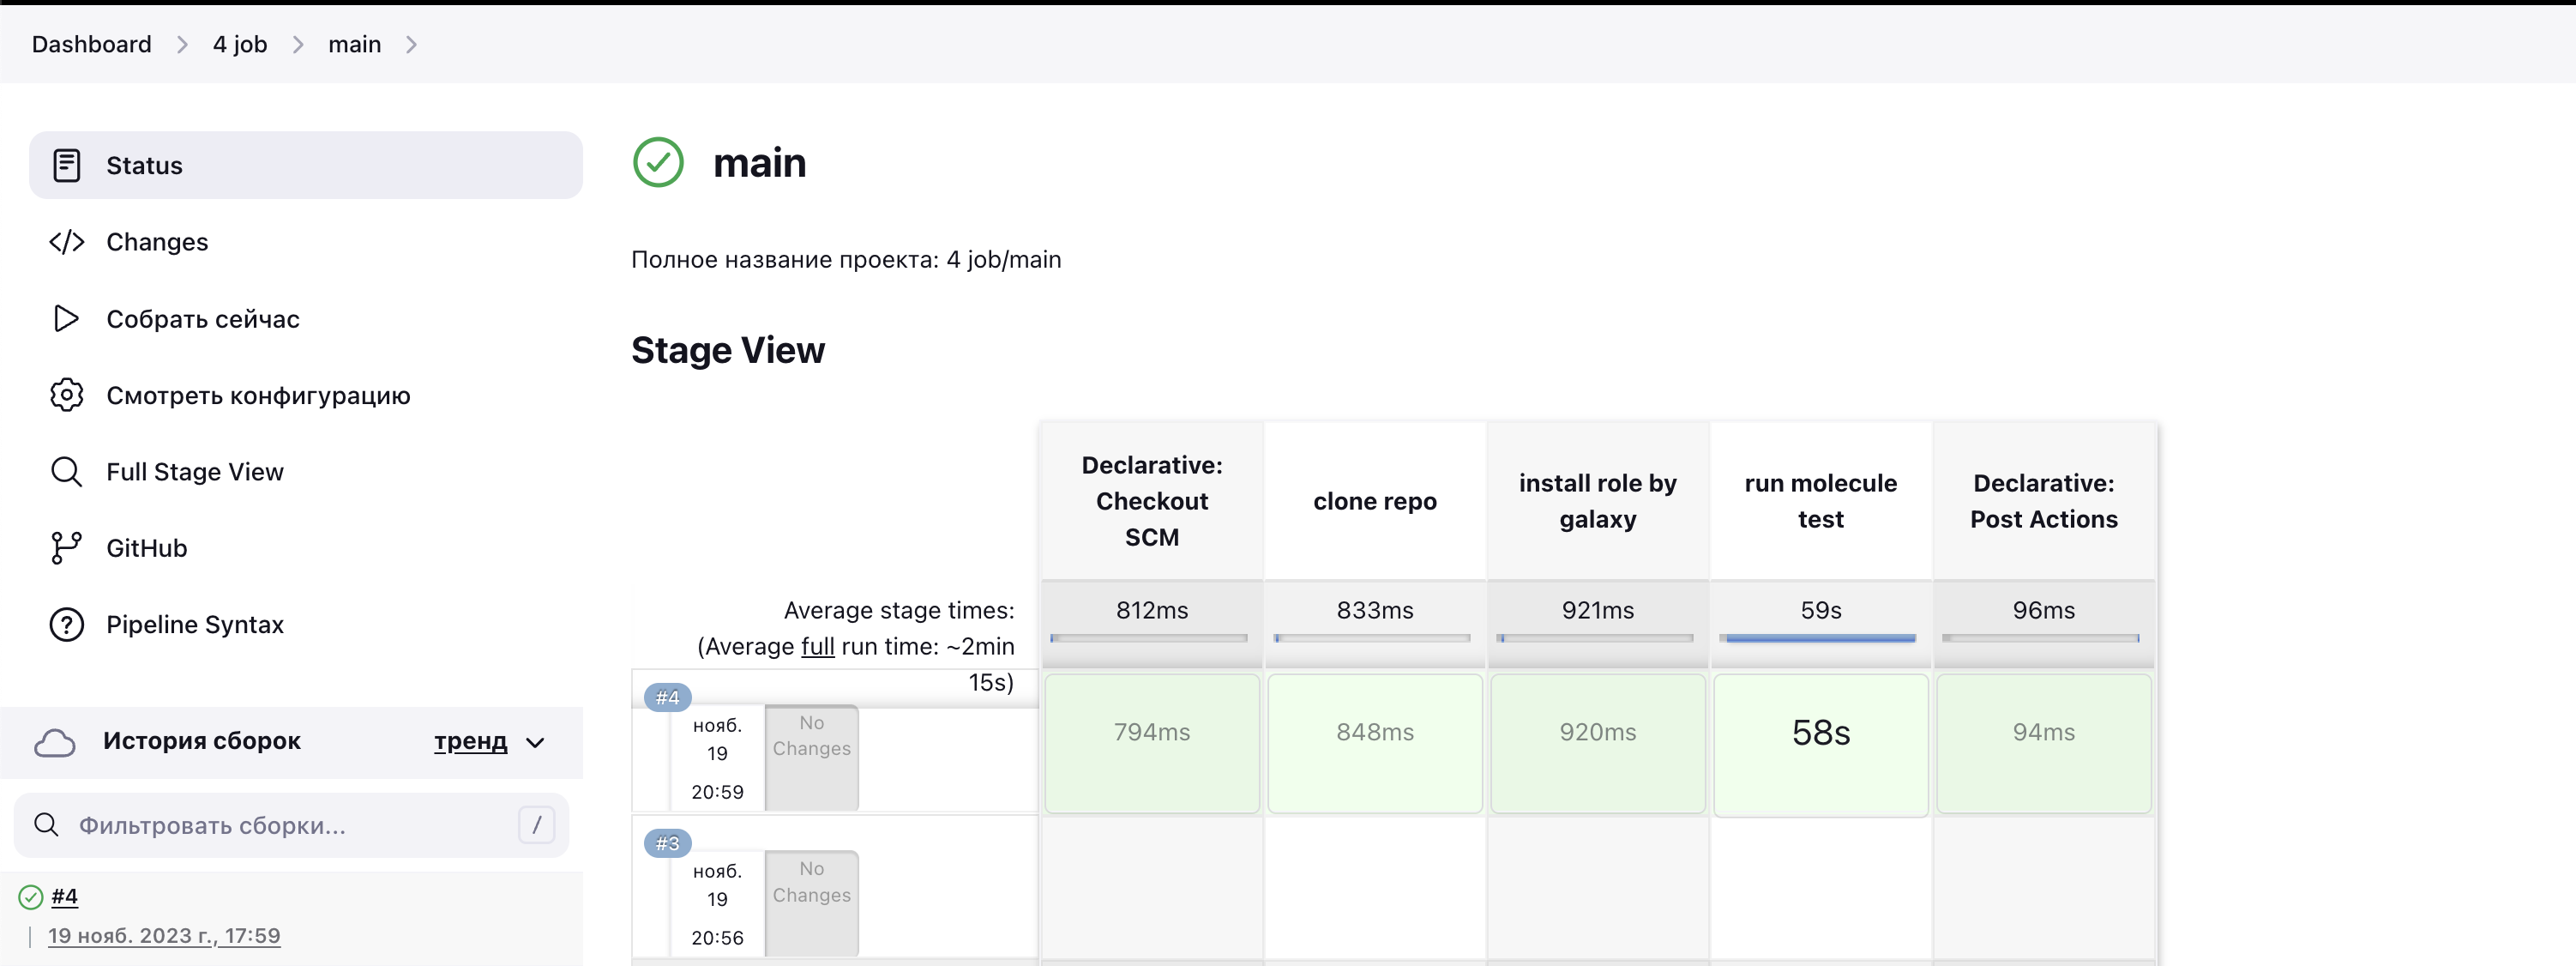 Dashboard
4 job
main
Status
Changes
Собрать сейчас
Смотреть конфигурацию
Full Stage View
GitHub
Pipeline Syntax
История сборок
тренд
Фильтровать сборки...
/
#4
19 нояб. 2023 г., 17:59
main
Полное название проекта: 4 job/main
Stage View
Declarative:
Checkout
SCM
clone repo
install role by
galaxy
run molecule
test
Declarative:
Post Actions
Average stage times:
(Average full run time: ~2min
15s)
812ms
833ms
921ms
59s
96ms
#4
нояб.
19
20:59
No
Changes
794ms
848ms
920ms
58s
94ms
#3
нояб.
19
20:56
No
Changes